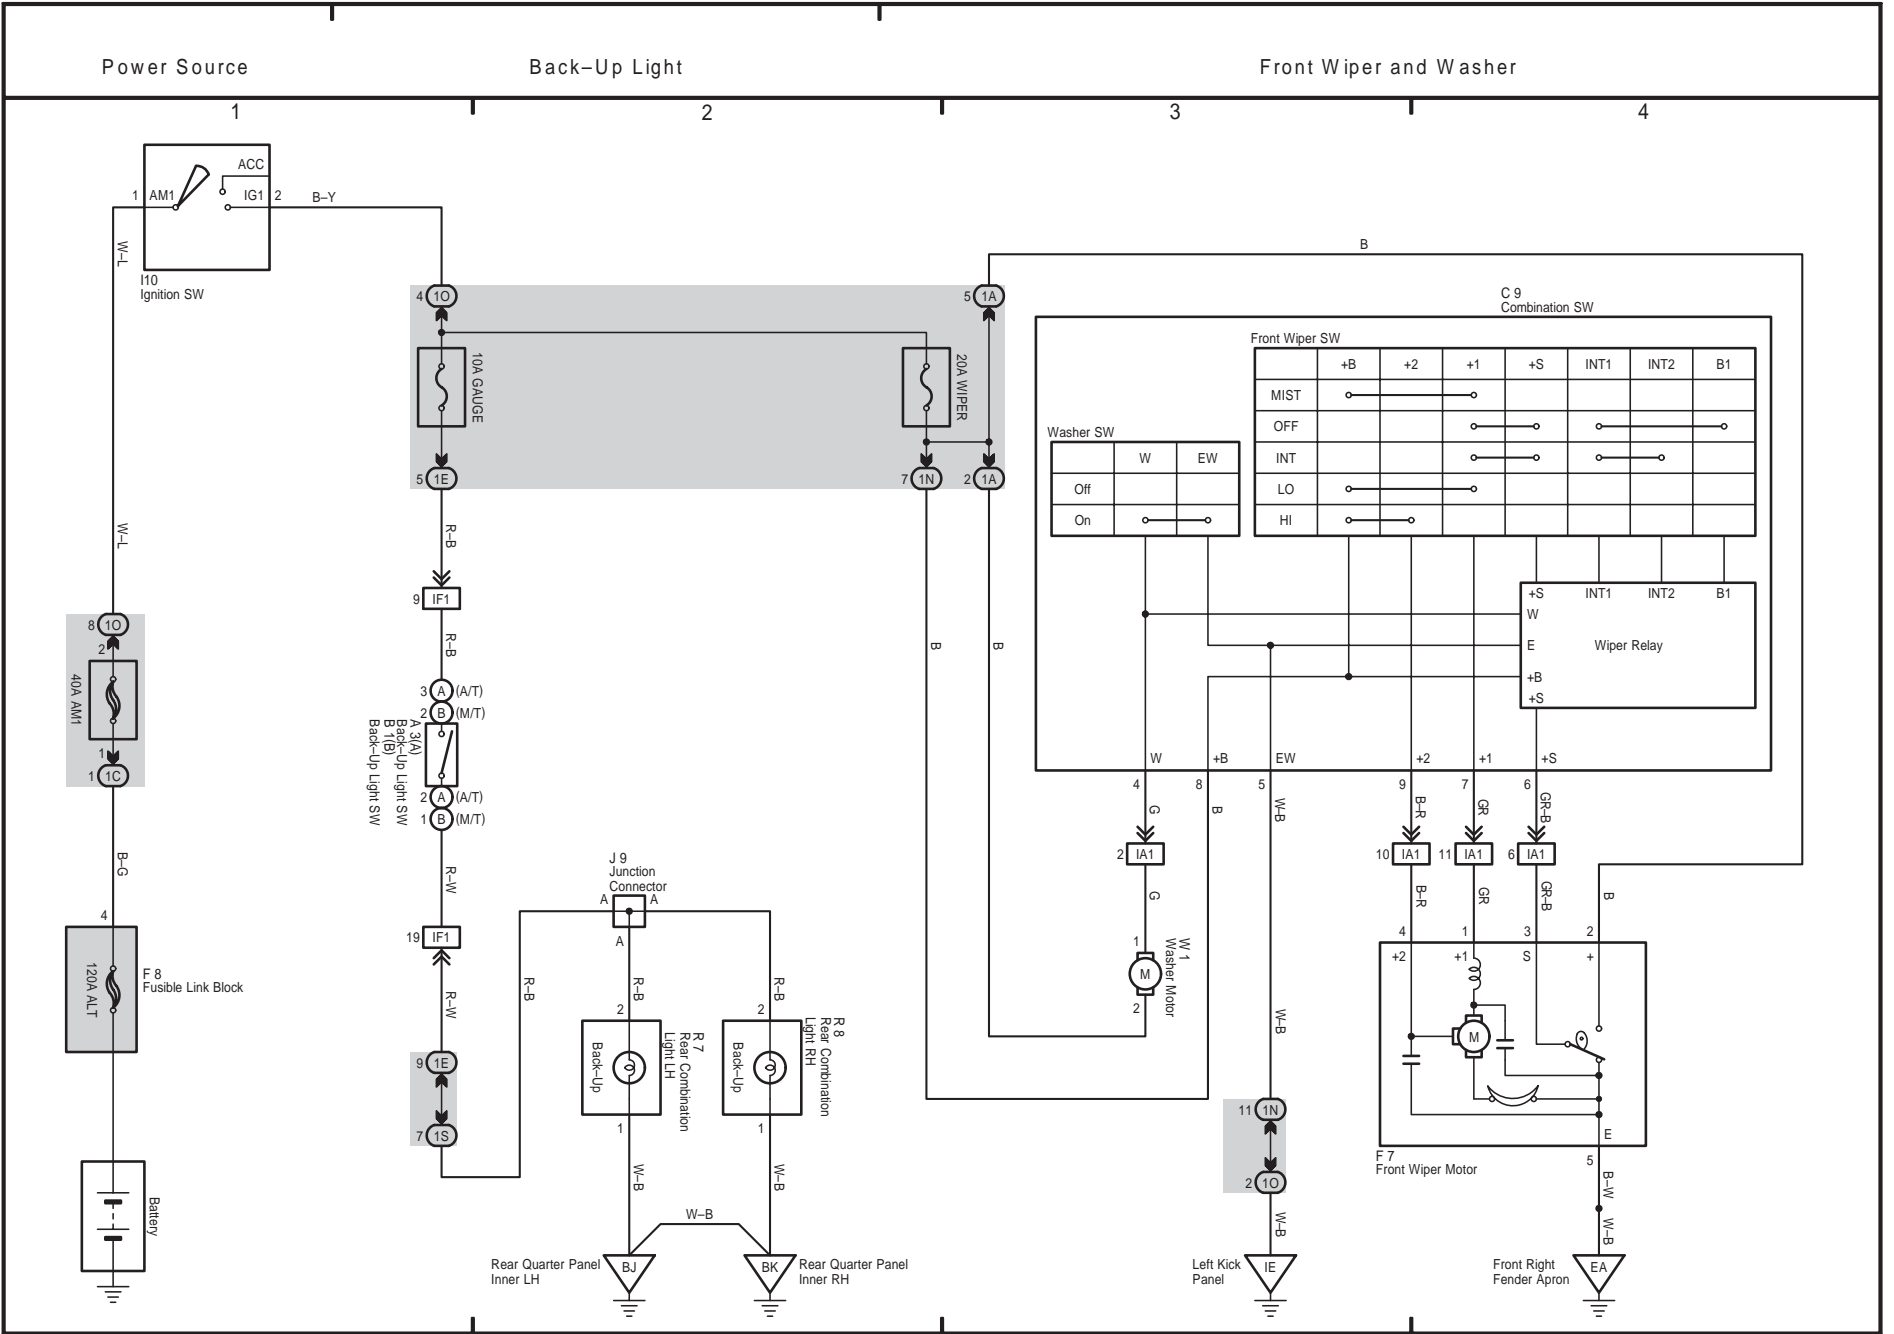 Power Source
Back–Up Light
Front Wiper and Washer
1
2
3
4
ACC
1
AM1
IG1
2
B–Y
W–L
I10
Ignition SW
B
4
1O
5
1A
C 9
Combination SW
10A GAUGE
20A WIPER
Front Wiper SW
+B
+2
+1
+S
INT1
INT2
B1
MIST
OFF
INT
LO
HI
Washer SW
W
EW
Off
On
5
1E
7
1N
2
1A
W–L
R–B
9
IF1
R–B
B
B
+S
INT1
INT2
B1
W
E
Wiper Relay
+B
+S
8
1O
2
40A AM1
1
1
1C
3
A
(A/T)
2
B
(M/T)
A 3(A)
Back–Up Light SW
B 1(B)
Back–Up Light SW
2
A
(A/T)
1
B
(M/T)
W
+B
EW
+2
+1
+S
4
8
5
9
7
6
G
B
W–B
B–R
GR
GR–B
2
IA1
10
IA1
11
IA1
6
IA1
B–G
R–W
J 9
Junction
Connector
A
A
A
G
B–R
GR
GR–B
B
4
120A ALT
F 8
Fusible Link Block
19
IF1
R–W
R–B
R–B
R–B
1
M
2
W 1
Washer Motor
W–B
4
1
3
2
+2
+1
S
+
M
E
5
F 7
Front Wiper Motor
9
1E
7
1S
2
Back–Up
1
R 7
Rear Combination
Light LH
2
Back–Up
1
R 8
Rear Combination
Light RH
11
1N
2
1O
Battery
W–B
W–B
W–B
W–B
B–W
W–B
Rear Quarter Panel
Inner LH
BJ
BK
Rear Quarter Panel
Inner RH
Left Kick
Panel
IE
Front Right
Fender Apron
EA